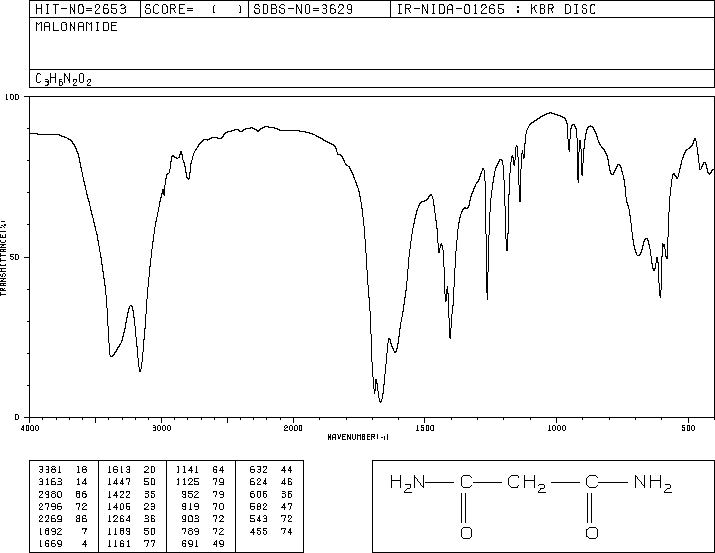 HIT-NO=2653 SCORE= ( ) SDBS-NO=3629 IR-NIDA-01265 : KBR DISC
MALONAMIDE
C3H6N2O2
100
50
0
TRANSMITTANCE(%)
4000 3000 2000 1500 1000 500
WAVENUMBER(-1)
3381 18 1613 20 1141 64 632 44
3163 14 1447 50 1125 79 624 46
2980 66 1422 35 952 79 606 36
2796 72 1405 23 919 70 582 47
2269 86 1264 36 903 72 543 72
1692 7 1189 50 789 72 455 74
1669 4 1161 77 691 49
H2N C CH2 C NH2
O O